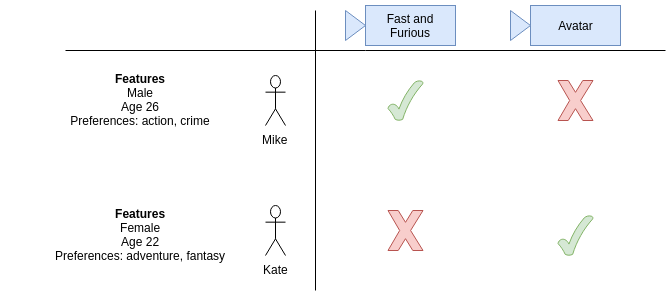 Fast and
Furious
Avatar
Features
Male
Age 26
Preferences: action, crime
Mike
Features
Female
Age 22
Preferences: adventure, fantasy
Kate